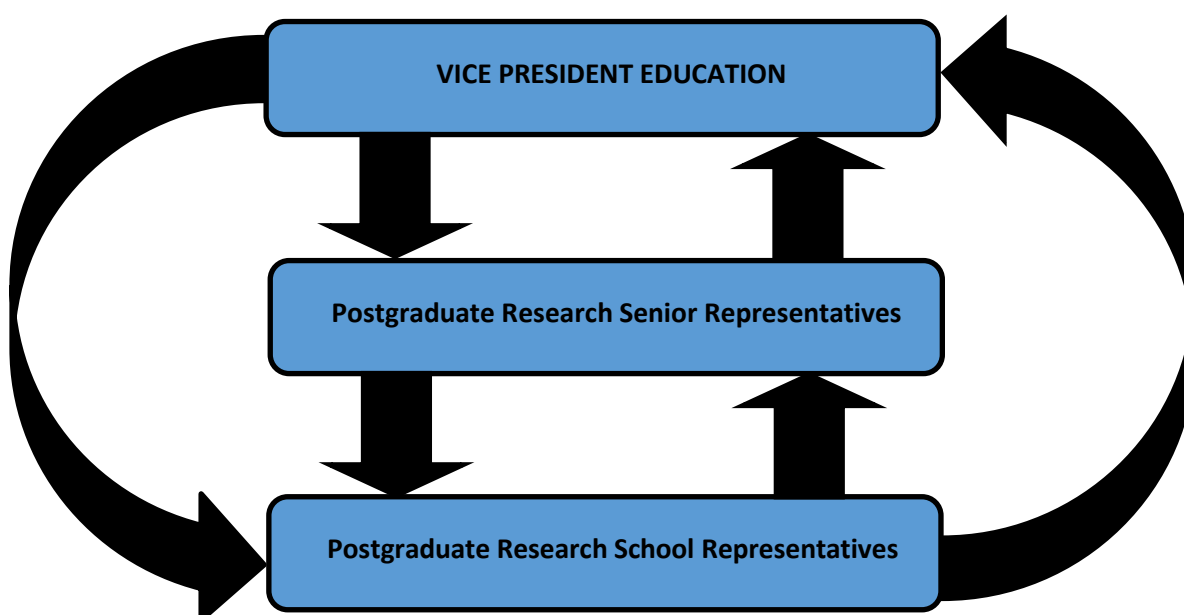 VICE PRESIDENT EDUCATION
Postgraduate Research Senior Representatives
Postgraduate Research School Representatives